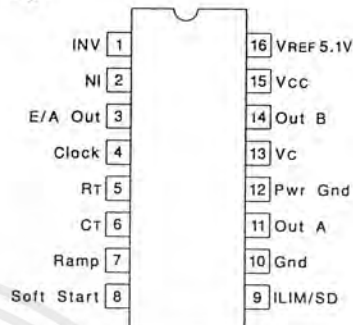 INV 1 16 VREF 5.1V
NI 2 15 VCC
E/A Out 3 14 Out B
Clock 4 13 VC
RT 5 12 Pwr Gnd
CT 6 11 Out A
Ramp 7 10 Gnd
Soft Start 8 9 ILIM/SD